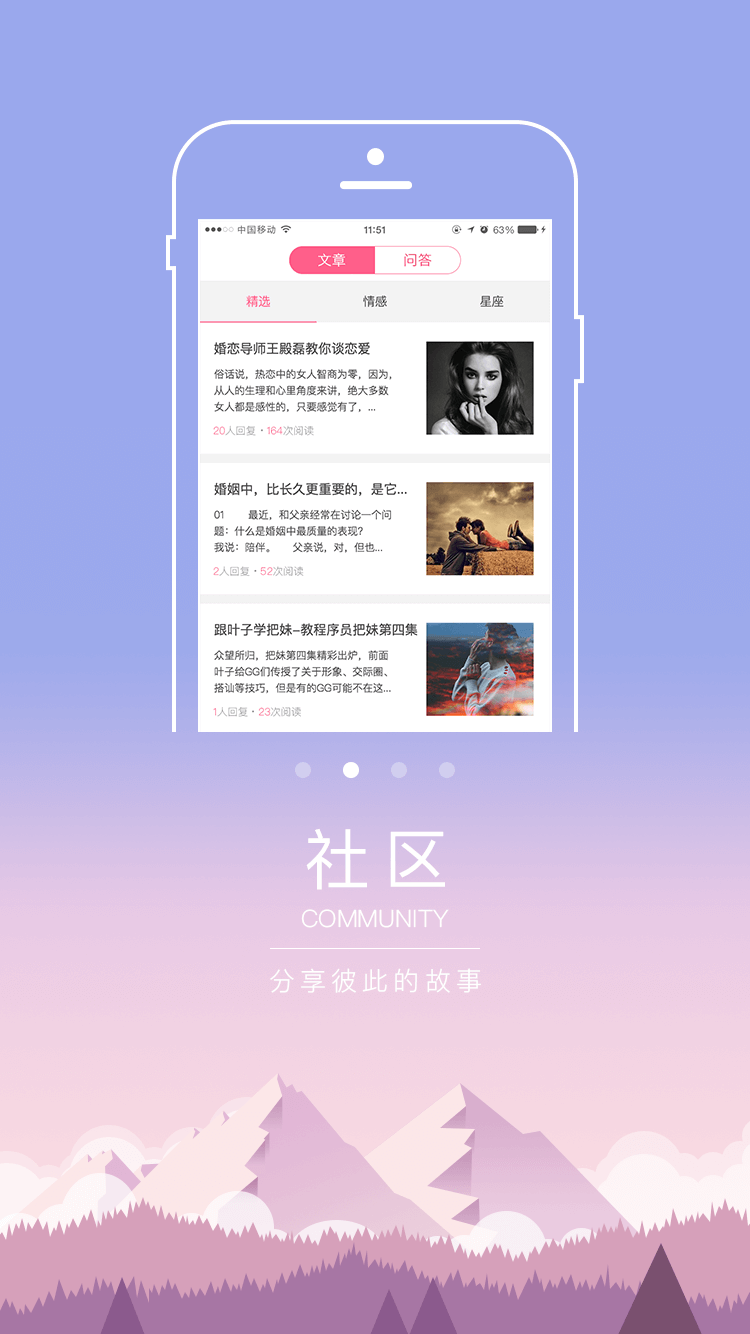 中国移动 11:51 63%
文章 问答
精选 情感 星座
婚恋导师王殿磊教你谈恋爱
俗话说，热恋中的女人智商为零，因为，
从人的生理和心里角度来讲，绝大多数
女人都是感性的，只要感觉有了，...
20人回复・164次阅读
婚姻中，比长久更重要的，是它...
01 最近，和父亲经常在讨论一个问
题：什么是婚姻中最质量的表现？
我说：陪伴。 父亲说，对，但也...
2人回复・52次阅读
跟叶子学把妹-教程序员把妹第四集
众望所归，把妹第四集精彩出炉，前面
叶子给GG们传授了关于形象、交际圈、
搭讪等技巧，但是有的GG可能不在这...
1人回复・23次阅读
社区
COMMUNITY
分享彼此的故事